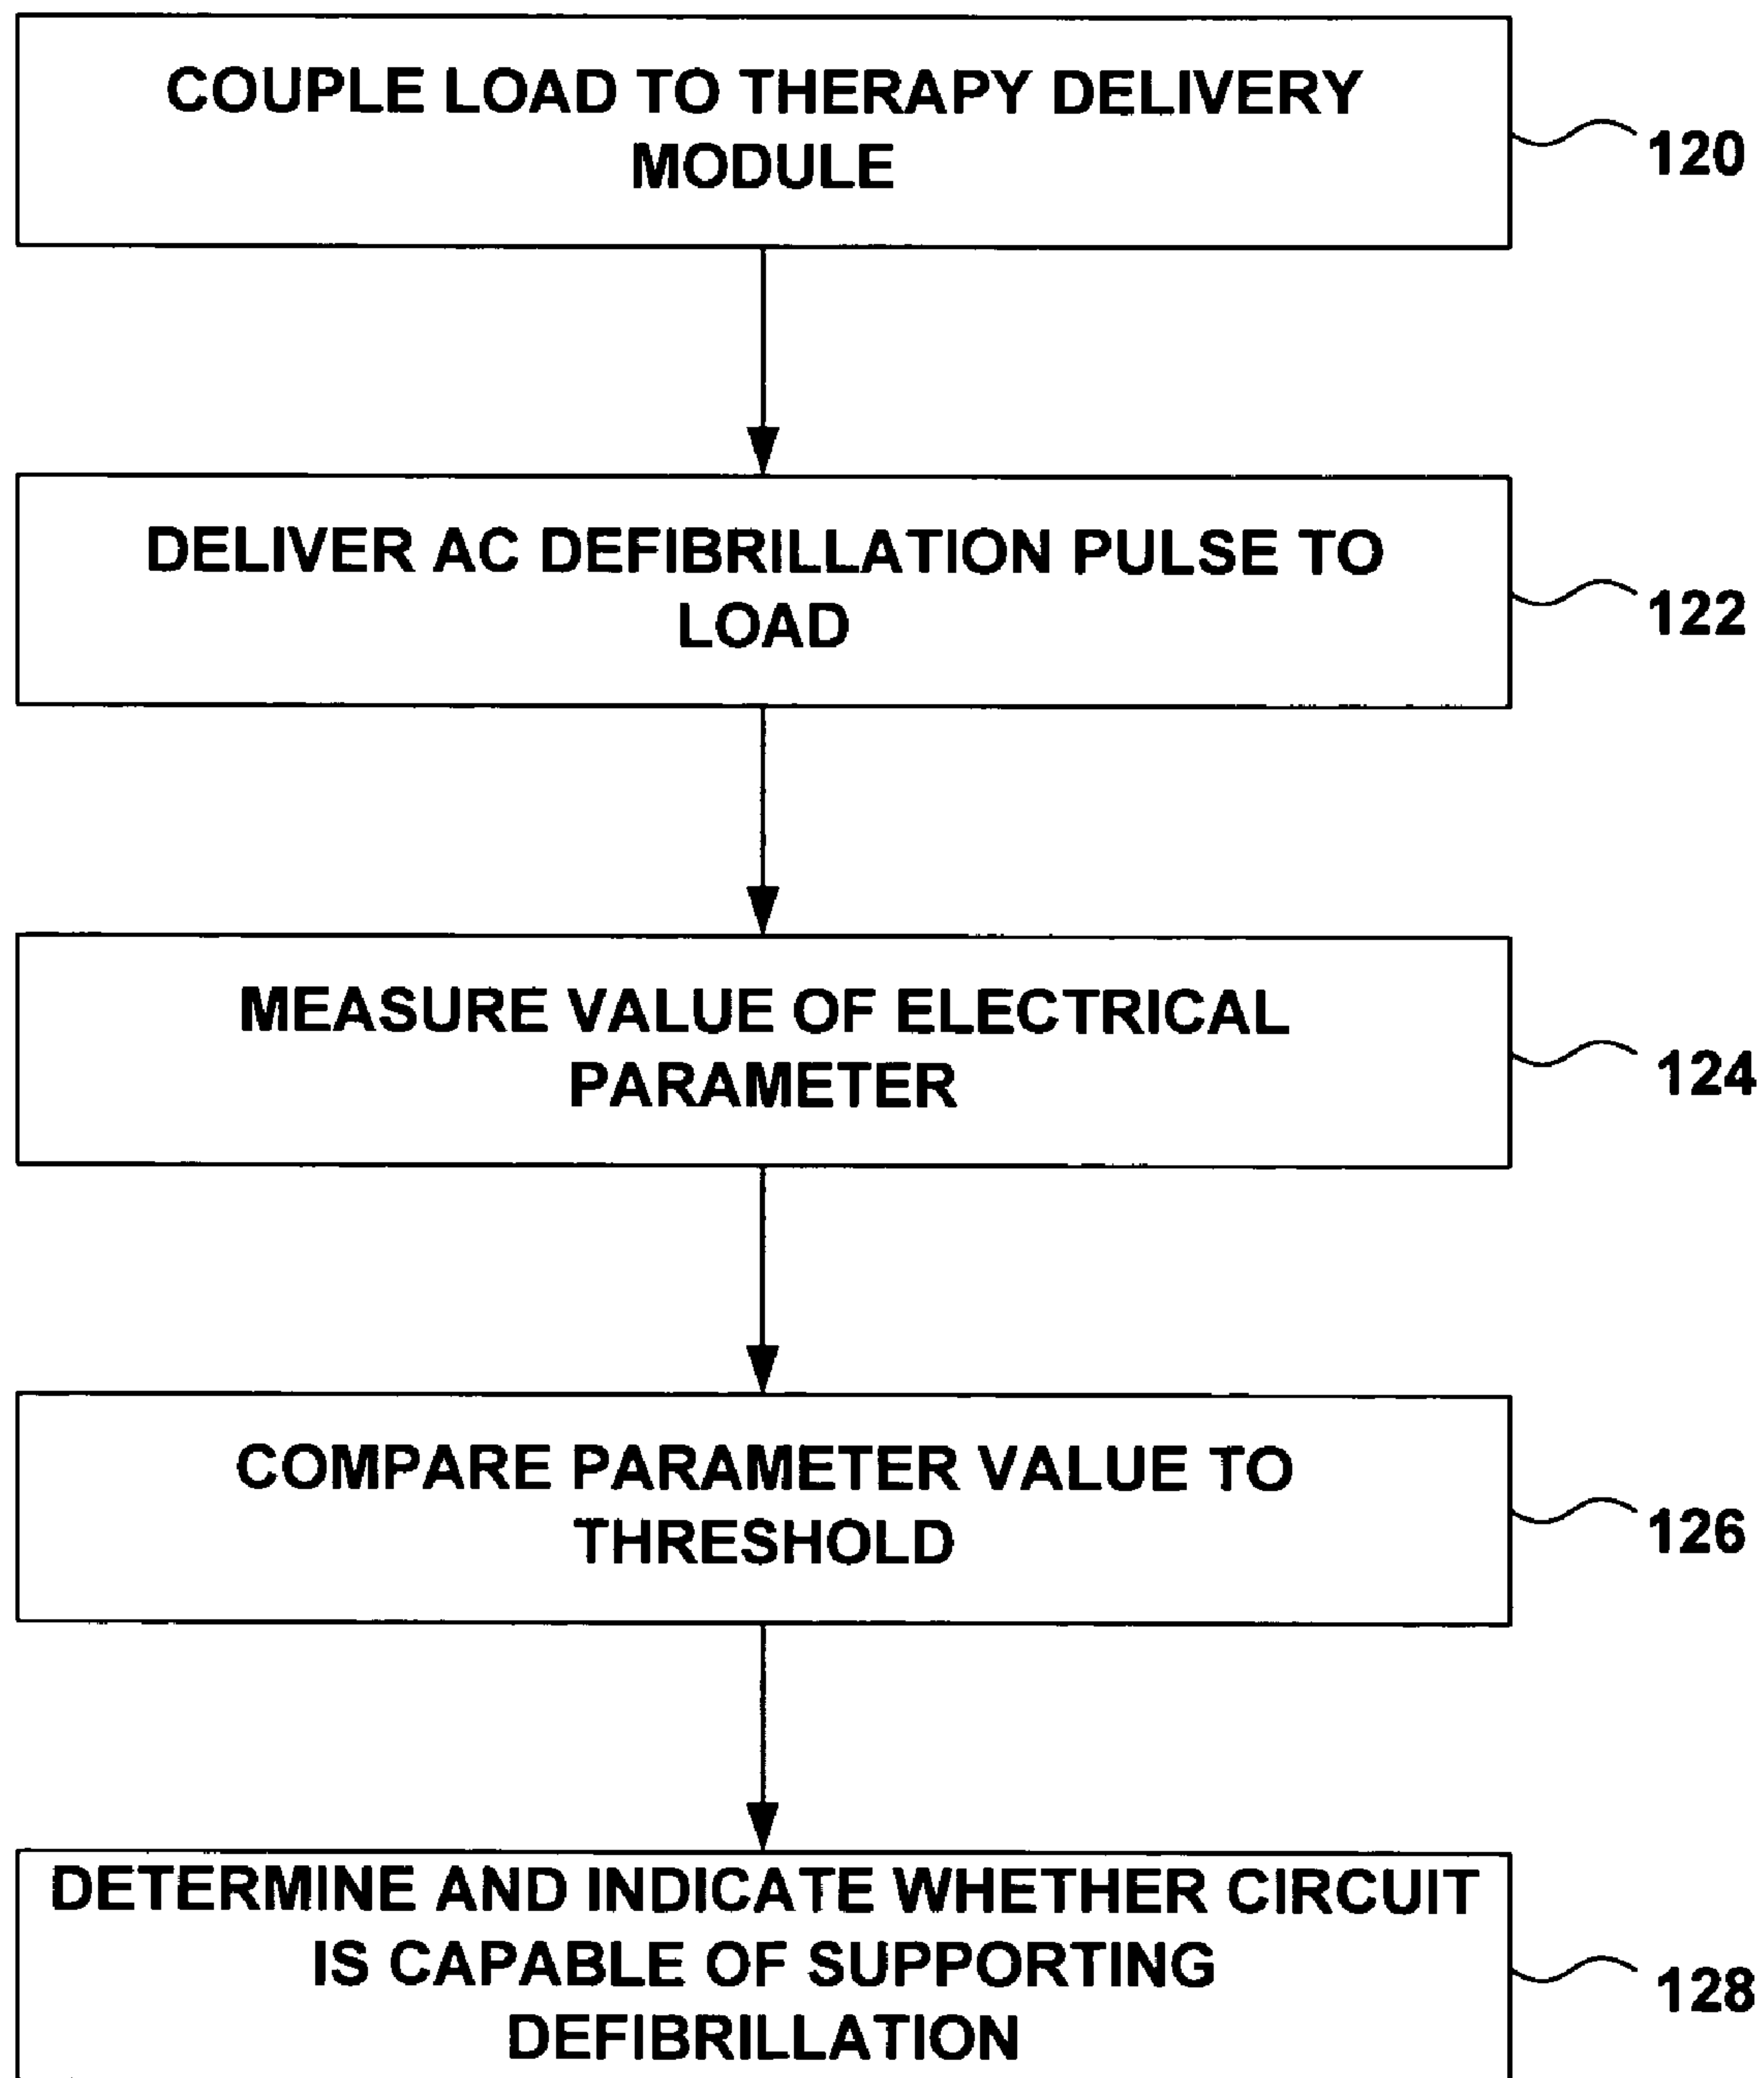 COUPLE LOAD TO THERAPY DELIVERY
MODULE
120
DELIVER AC DEFIBRILLATION PULSE TO
LOAD
122
MEASURE VALUE OF ELECTRICAL
PARAMETER
124
COMPARE PARAMETER VALUE TO
THRESHOLD
126
DETERMINE AND INDICATE WHETHER CIRCUIT
IS CAPABLE OF SUPPORTING
DEFIBRILLATION
128